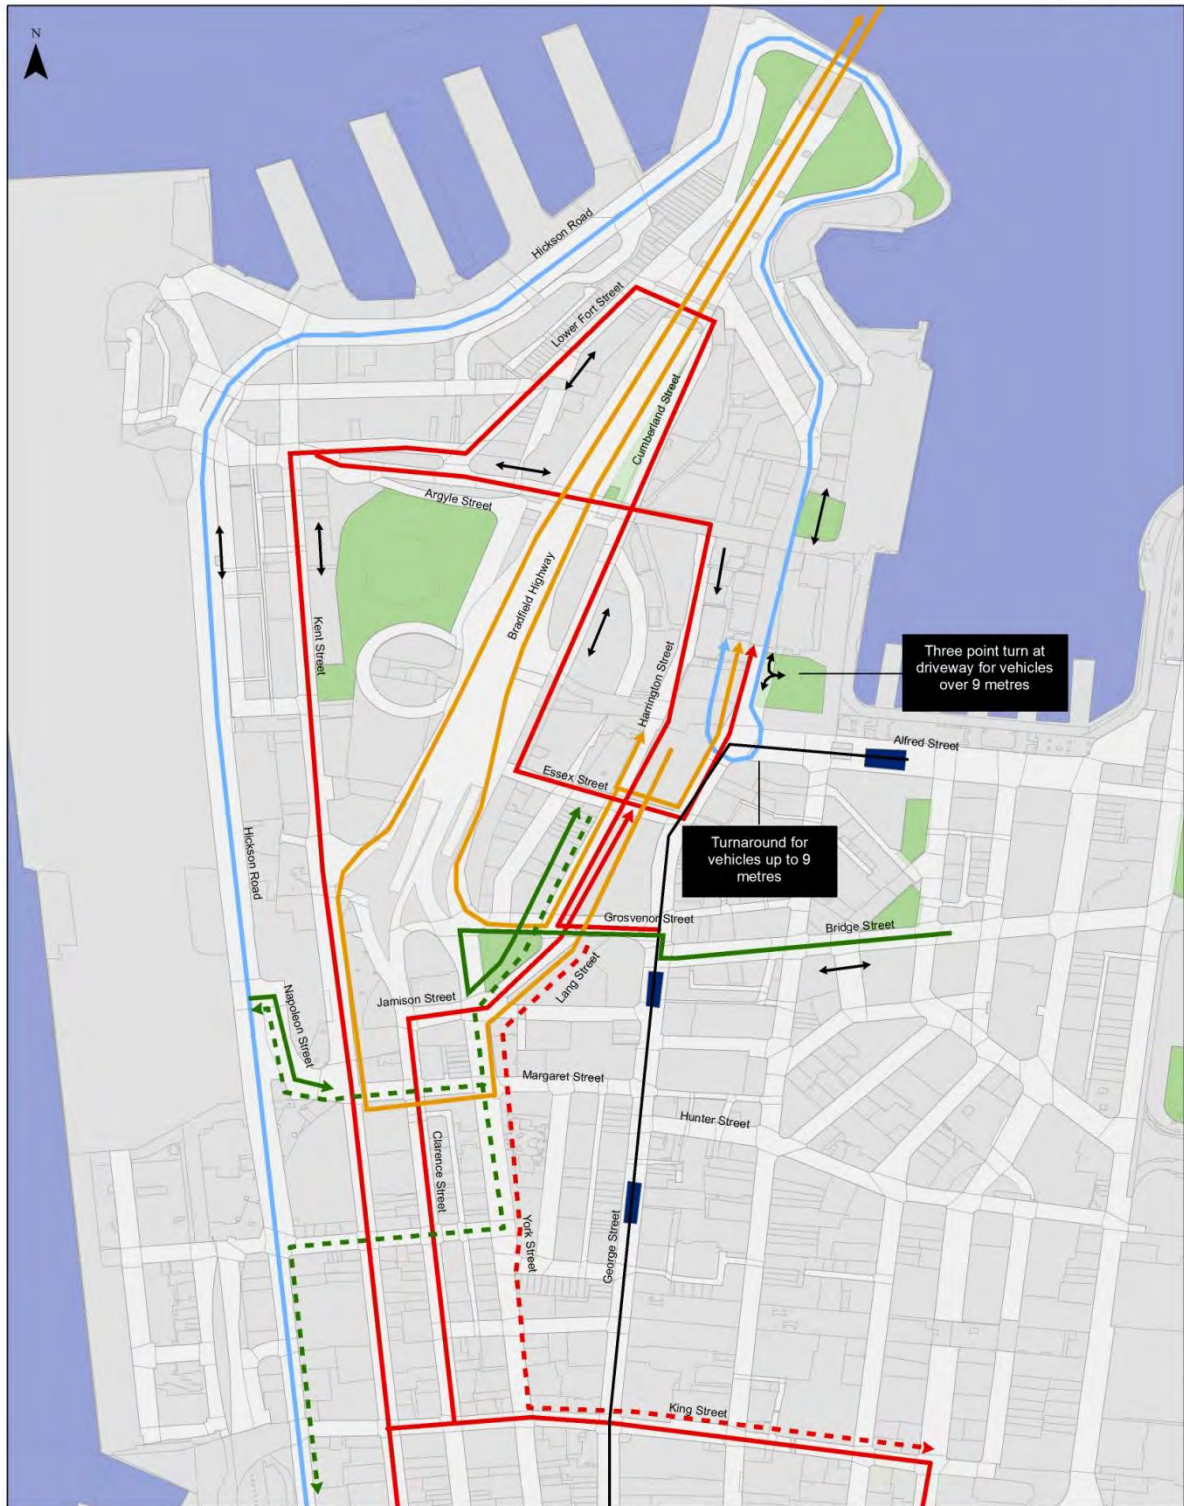 N
Hickson Road
Lower Fort Street
Cumberland Street
Argyle Street
Bradfield Highway
Kent Street
Harrington Street
Three point turn at
driveway for vehicles
over 9 metres
Alfred Street
Essex Street
Turnaround for
vehicles up to 9
metres
Hickson Road
Grosvenor Street
Bridge Street
Lang Street
Jamison Street
Napoleon Street
Margaret Street
Hunter Street
Clarence Street
York Street
George Street
King Street